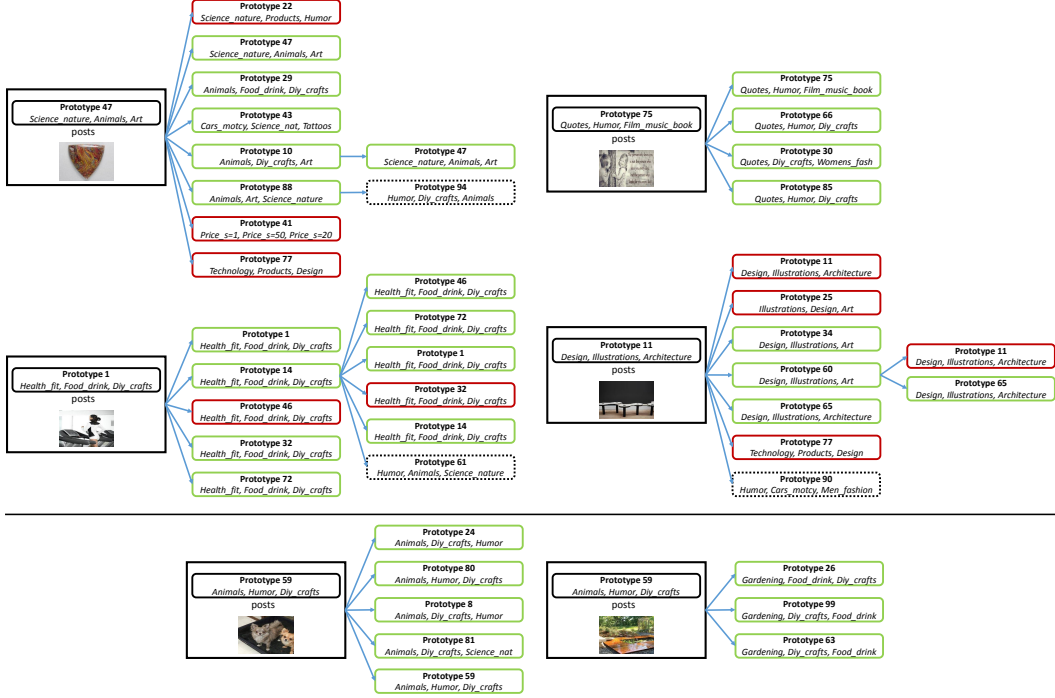 Prototype 22
Science_nature, Products, Humor
Prototype 47
Science_nature, Animals, Art
Prototype 29
Animals, Food_drink, Diy_crafts
Prototype 47
Science_nature, Animals, Art
posts
Prototype 43
Cars_motcy, Science_nat, Tattoos
Prototype 10
Animals, Diy_crafts, Art
Prototype 47
Science_nature, Animals, Art
Prototype 88
Animals, Art, Science_nature
Prototype 94
Humor, Diy_crafts, Animals
Prototype 41
Price_s=1, Price_s=50, Price_s=20
Prototype 77
Technology, Products, Design
Prototype 75
Quotes, Humor, Film_music_book
posts
Prototype 75
Quotes, Humor, Film_music_book
Prototype 66
Quotes, Humor, Diy_crafts
Prototype 30
Quotes, Diy_crafts, Womens_fash
Prototype 85
Quotes, Humor, Diy_crafts
Prototype 1
Health_fit, Food_drink, Diy_crafts
posts
Prototype 1
Health_fit, Food_drink, Diy_crafts
Prototype 14
Health_fit, Food_drink, Diy_crafts
Prototype 46
Health_fit, Food_drink, Diy_crafts
Prototype 32
Health_fit, Food_drink, Diy_crafts
Prototype 72
Health_fit, Food_drink, Diy_crafts
Prototype 46
Health_fit, Food_drink, Diy_crafts
Prototype 72
Health_fit, Food_drink, Diy_crafts
Prototype 1
Health_fit, Food_drink, Diy_crafts
Prototype 32
Health_fit, Food_drink, Diy_crafts
Prototype 14
Health_fit, Food_drink, Diy_crafts
Prototype 61
Humor, Animals, Science_nature
Prototype 11
Design, Illustrations, Architecture
posts
Prototype 11
Design, Illustrations, Architecture
Prototype 25
Illustrations, Design, Art
Prototype 34
Design, Illustrations, Art
Prototype 60
Design, Illustrations, Art
Prototype 65
Design, Illustrations, Architecture
Prototype 77
Technology, Products, Design
Prototype 90
Humor, Cars_motcy, Men_fashion
Prototype 11
Design, Illustrations, Architecture
Prototype 65
Design, Illustrations, Architecture
Prototype 59
Animals, Humor, Diy_crafts
posts
Prototype 24
Animals, Diy_crafts, Humor
Prototype 80
Animals, Humor, Diy_crafts
Prototype 8
Animals, Diy_crafts, Humor
Prototype 81
Animals, Diy_crafts, Science_nat
Prototype 59
Animals, Humor, Diy_crafts
Prototype 59
Animals, Humor, Diy_crafts
posts
Prototype 26
Gardening, Food_drink, Diy_crafts
Prototype 99
Gardening, Diy_crafts, Food_drink
Prototype 63
Gardening, Diy_crafts, Food_drink